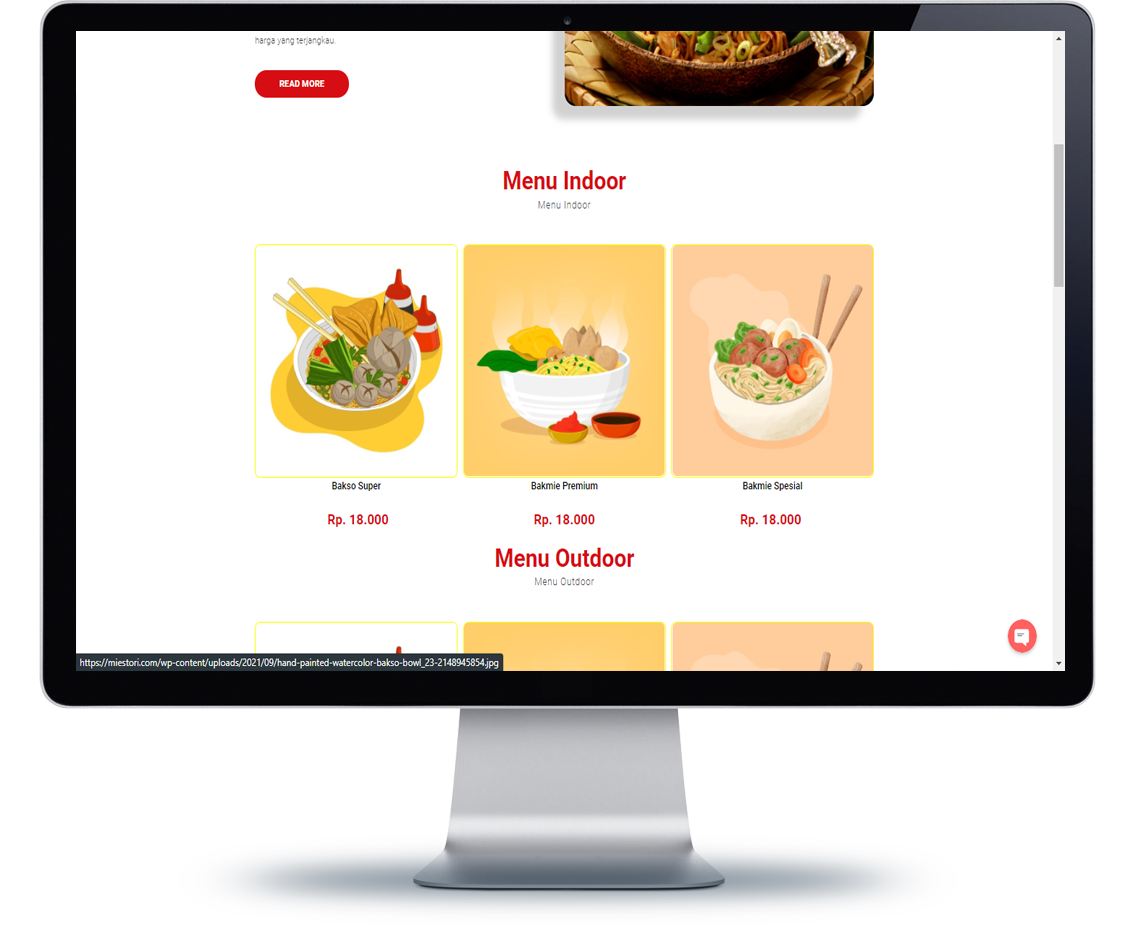 harga yang terjangkau.
READ MORE
Menu Indoor
Menu Indoor
Bakso Super
Bakmie Premium
Bakmie Spesial
Rp. 18.000
Rp. 18.000
Rp. 18.000
Menu Outdoor
Menu Outdoor
https://miestori.com/wp-content/uploads/2021/09/hand-painted-watercolor-bakso-bowl_23-2148945854.jpg